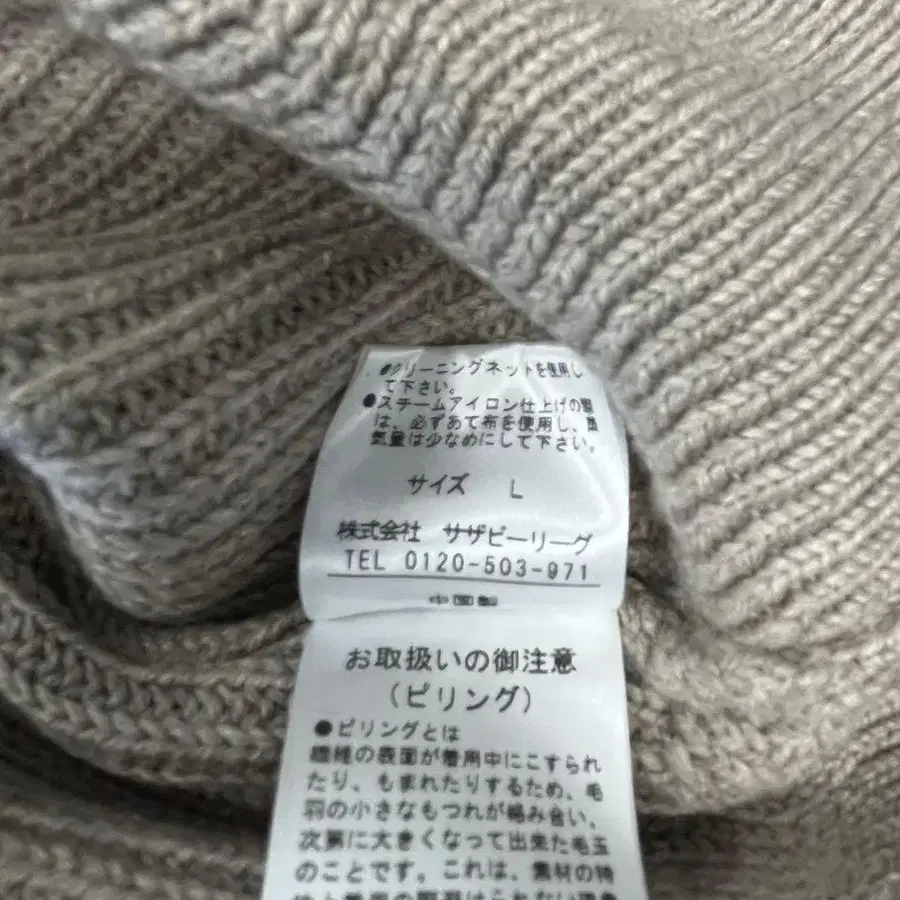 ●クリーニングネットを使用し
て下さい。
●スチームアイロン仕上げの際
は、必ずあて布を使用し、蒸
気量は少なめにして下さい。
サイズ L
株式会社 サザビーリーグ
TEL 0120-503-971
中国製
お取扱いの御注意
(ピリング)
●ピリングとは
繊維の表面が着用中にこすられ
たり、もまれたりするため、毛
羽の小さなもつれが絡み合い、
次第に大きくなって出来た毛玉
のことです。これは、素材の特